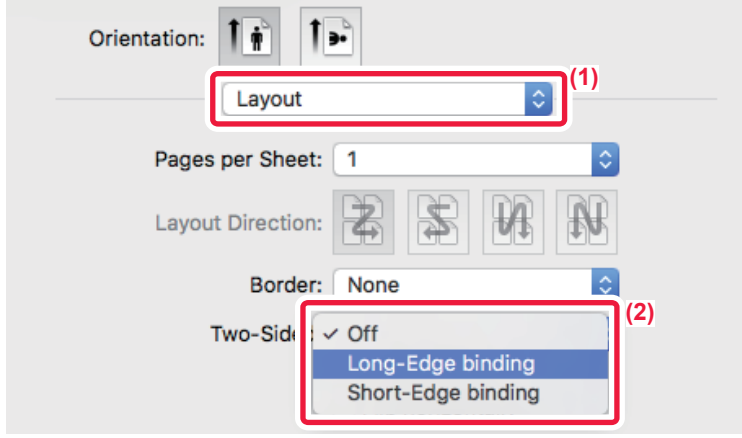 Orientation:
(1)
Layout
Pages per Sheet: 1
Layout Direction:
Border: None
(2)
Two-Side ✓ Off
Long-Edge binding
Short-Edge binding